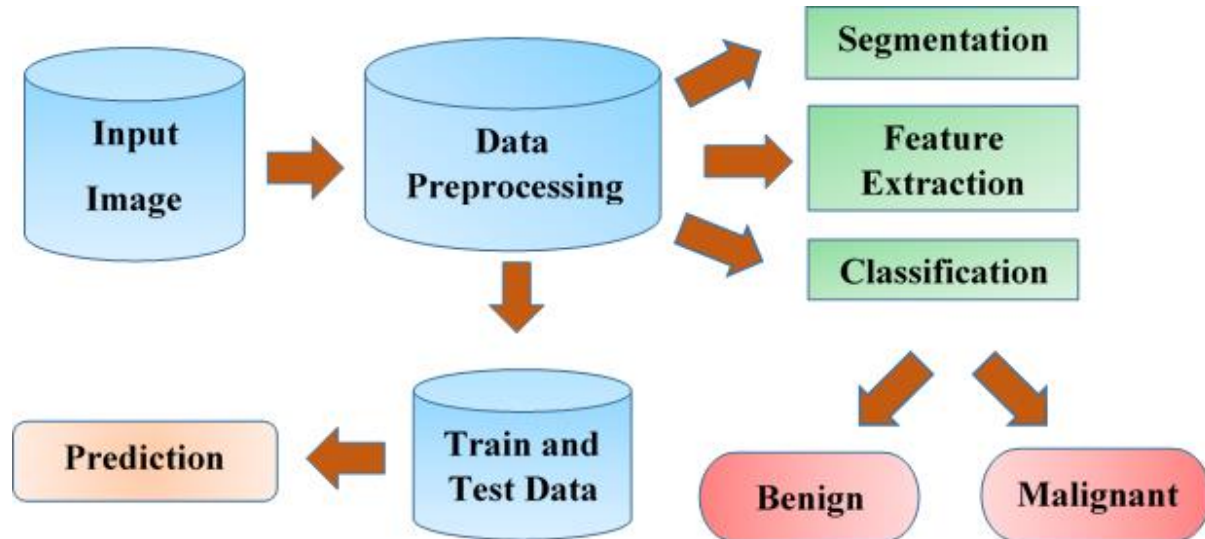 Input
Image
Data
Preprocessing
Segmentation
Feature
Extraction
Classification
Prediction
Train and
Test Data
Benign
Malignant